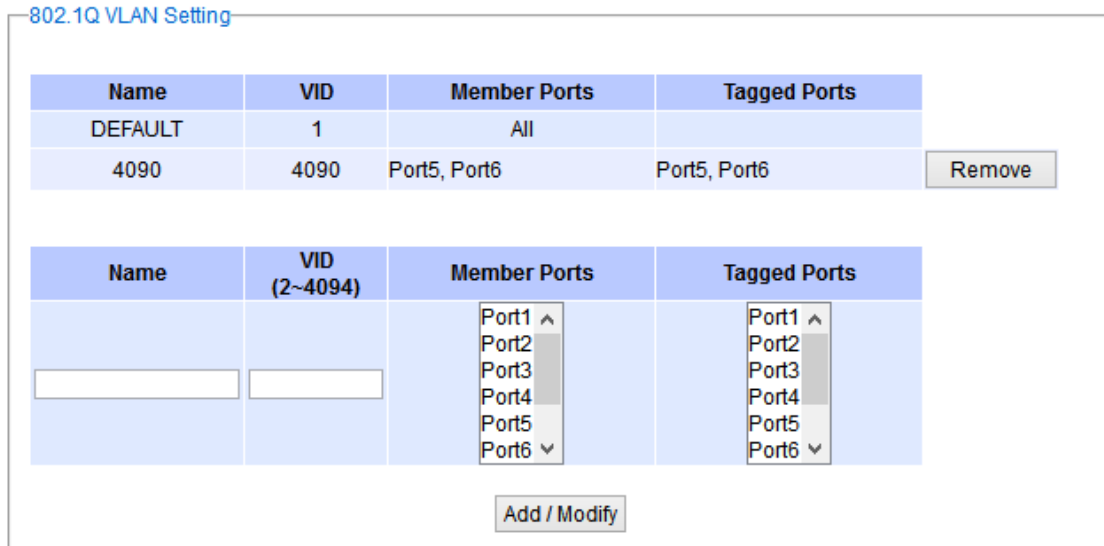 802.1Q VLAN Setting
Name VID Member Ports Tagged Ports
DEFAULT 1 All
4090 4090 Port5, Port6 Port5, Port6 Remove
Name VID (2~4094) Member Ports Tagged Ports
Port1 Port1
Port2 Port2
Port3 Port3
Port4 Port4
Port5 Port5
Port6 Port6
Add / Modify